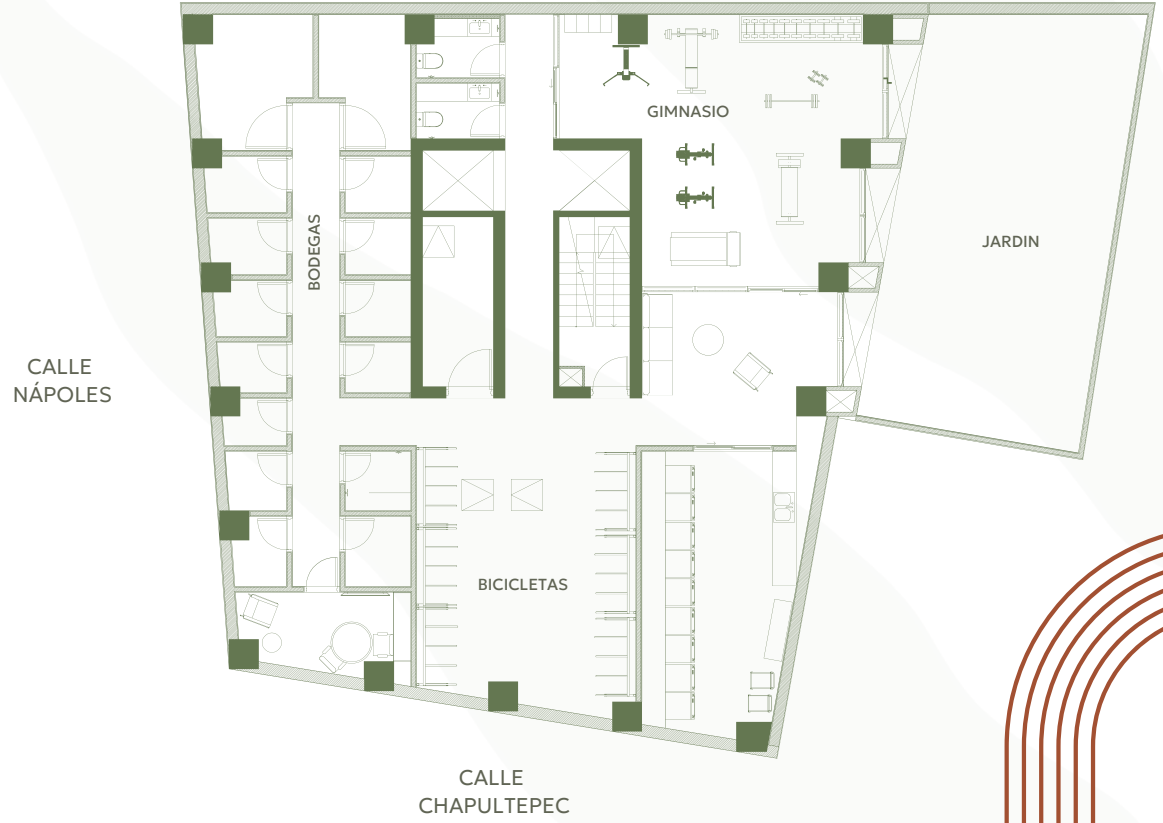 GIMNASIO
JARDIN
BODEGAS
CALLE
NÁPOLES
BICICLETAS
CALLE
CHAPULTEPEC